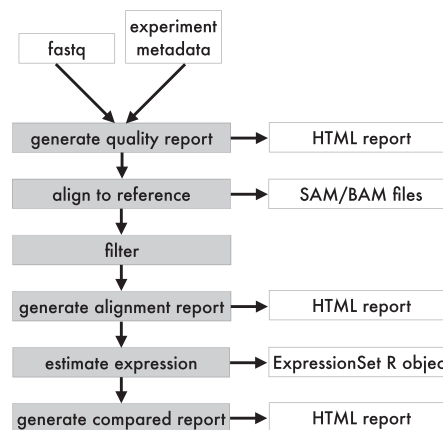 fastq
experiment
metadata
generate quality report
HTML report
align to reference
SAM/BAM files
filter
generate alignment report
HTML report
estimate expression
ExpressionSet R objec
generate compared report
HTML report